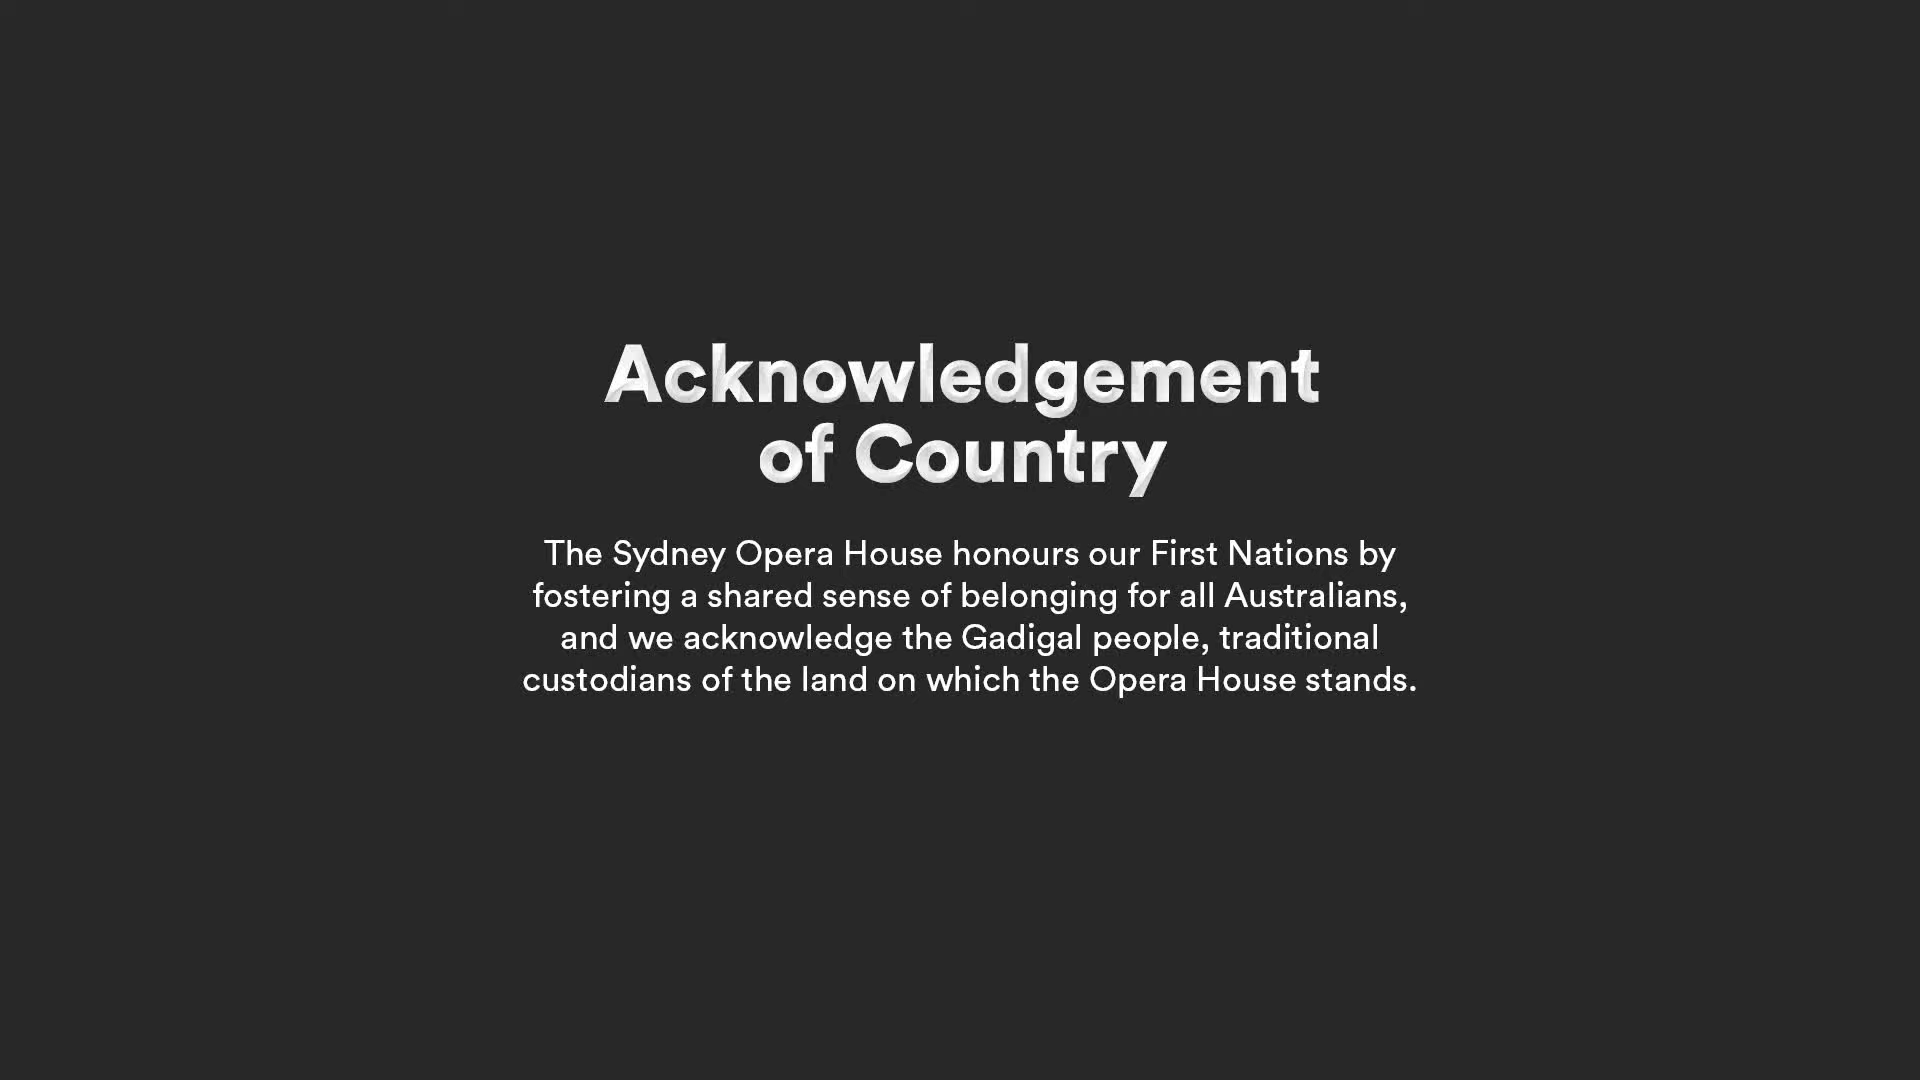 Acknowledgement
of Country
The Sydney Opera House honours our First Nations by
fostering a shared sense of belonging for all Australians,
and we acknowledge the Gadigal people, traditional
custodians of the land on which the Opera House stands.